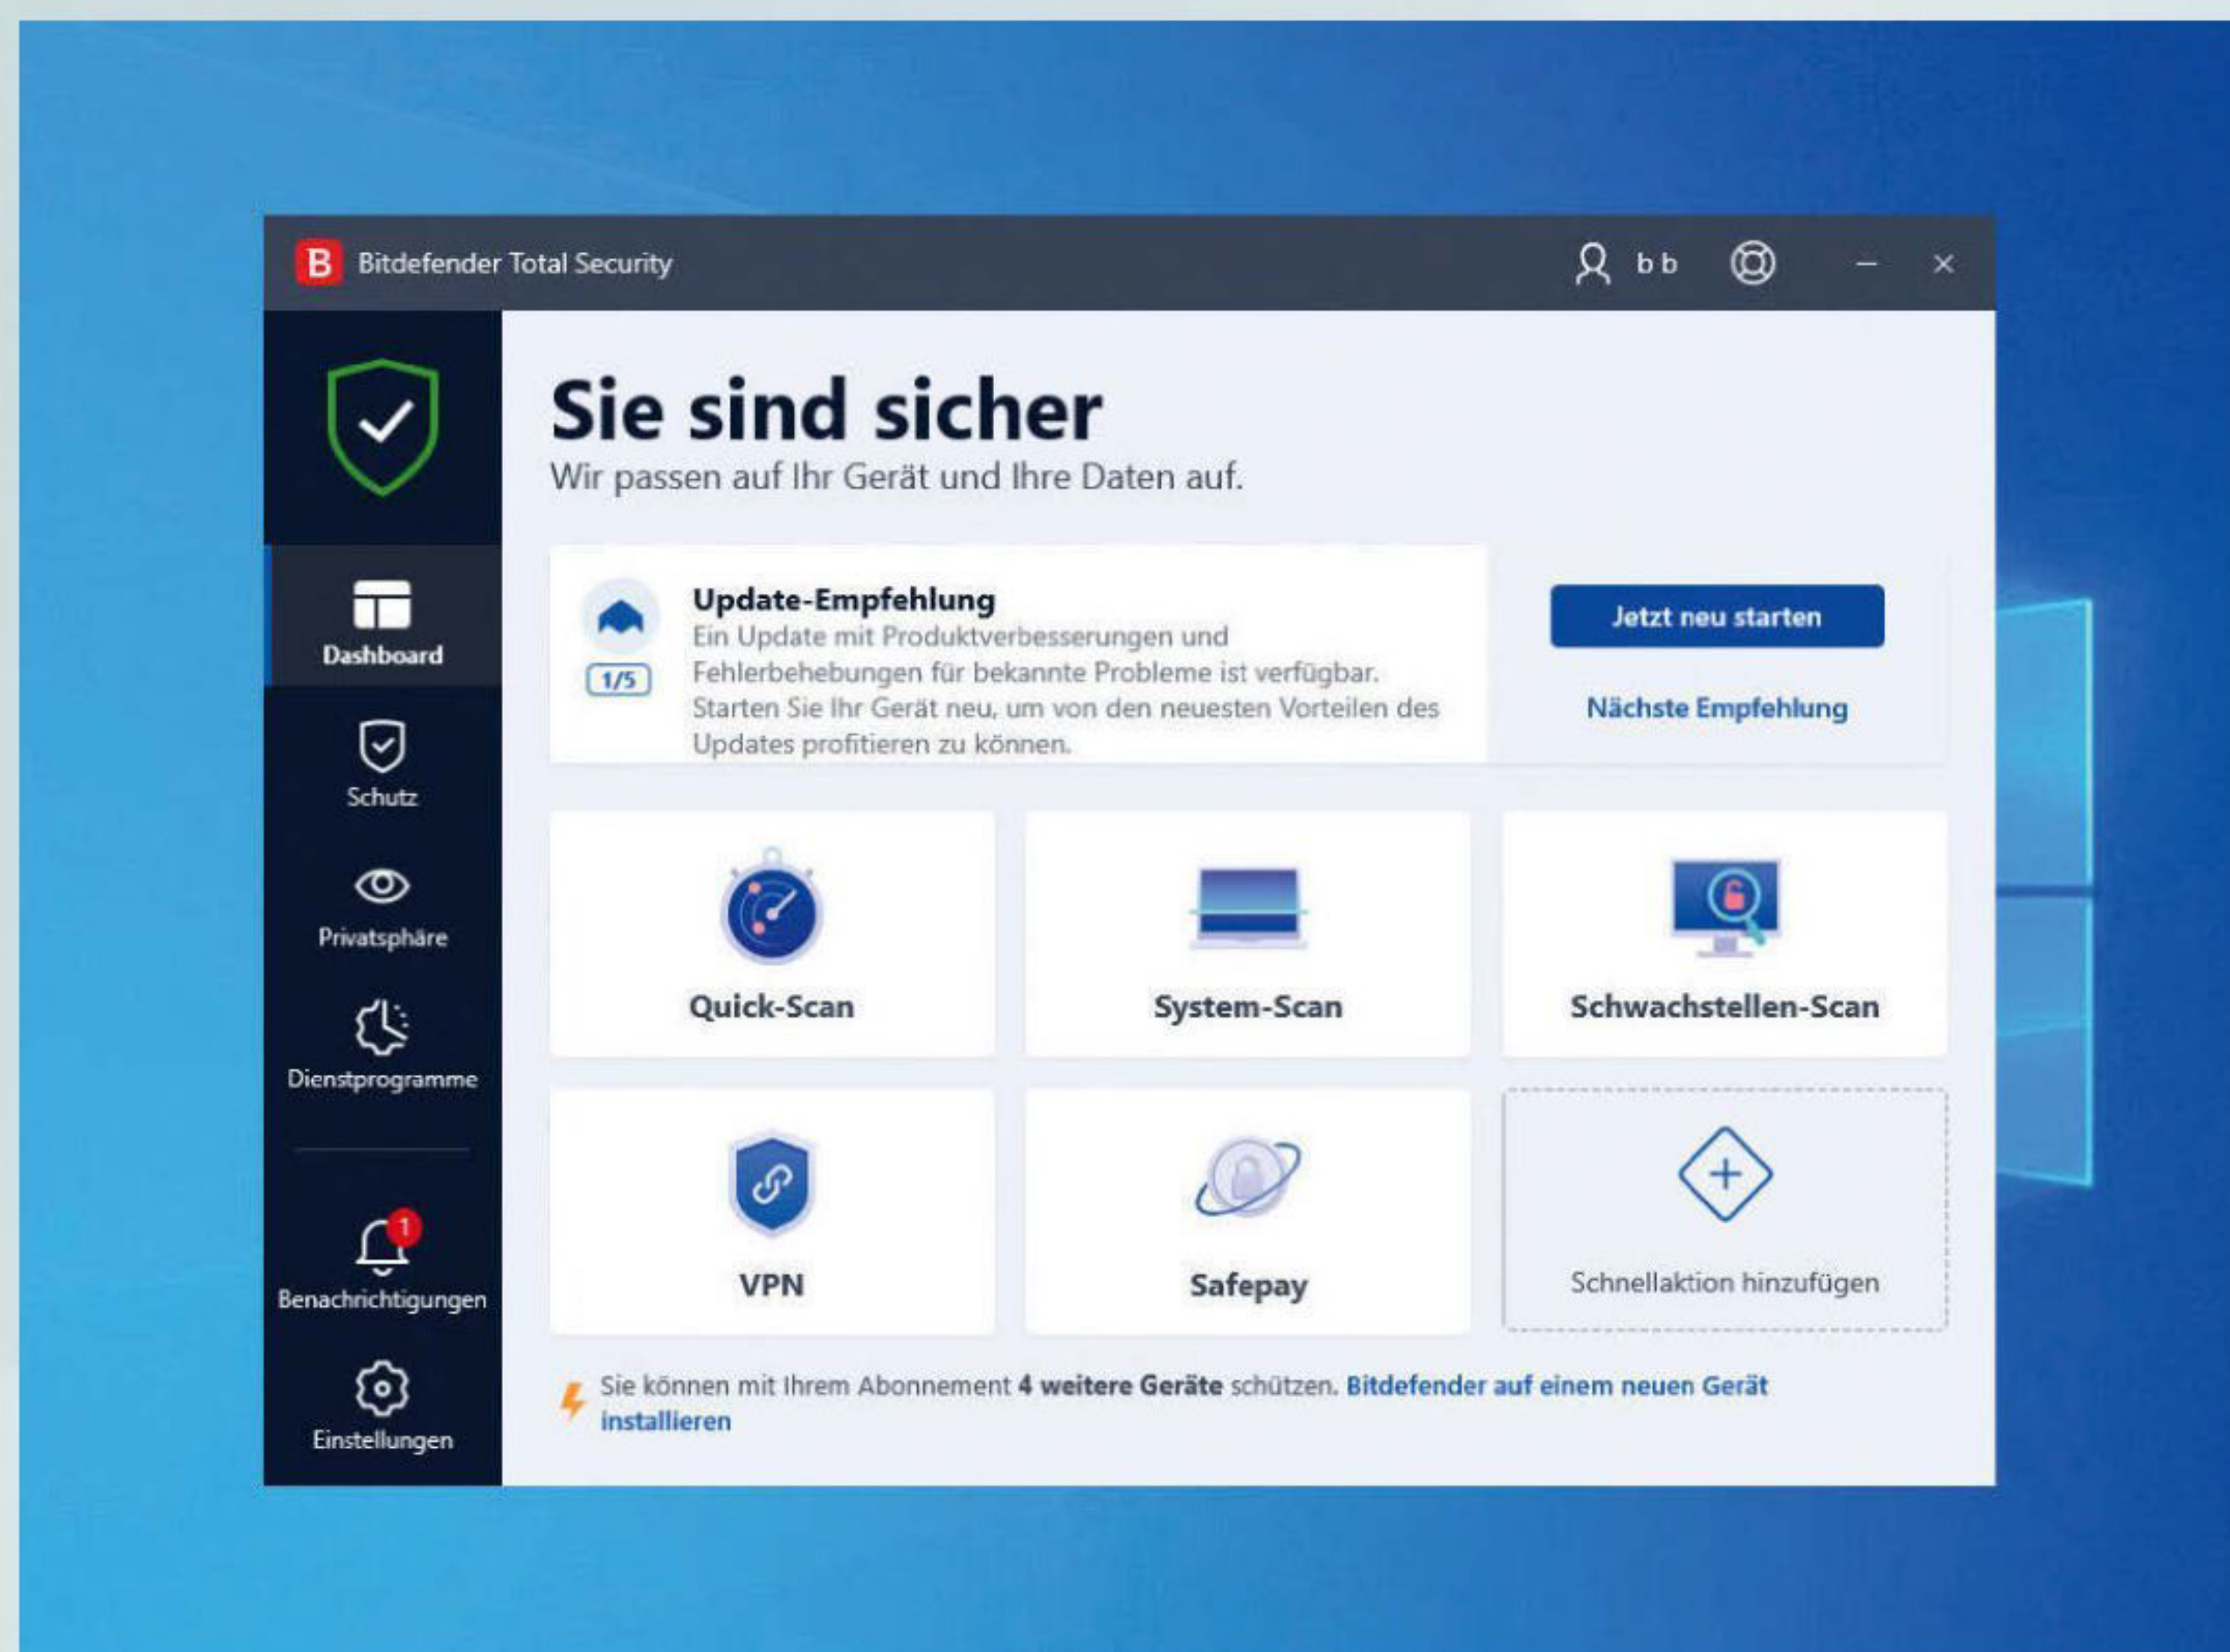 B Bitdefender Total Security
b b
Sie sind sicher
Wir passen auf Ihr Gerät und Ihre Daten auf.
Dashboard
Schutz
Privatsphäre
Dienstprogramme
Benachrichtigungen
1
Einstellungen
Update-Empfehlung
1/5
Ein Update mit Produktverbesserungen und
Fehlerbehebungen für bekannte Probleme ist verfügbar.
Starten Sie Ihr Gerät neu, um von den neuesten Vorteilen des
Updates profitieren zu können.
Jetzt neu starten
Nächste Empfehlung
Quick-Scan
System-Scan
Schwachstellen-Scan
VPN
Safepay
Schnellaktion hinzufügen
Sie können mit Ihrem Abonnement 4 weitere Geräte schützen. Bitdefender auf einem neuen Gerät
installieren